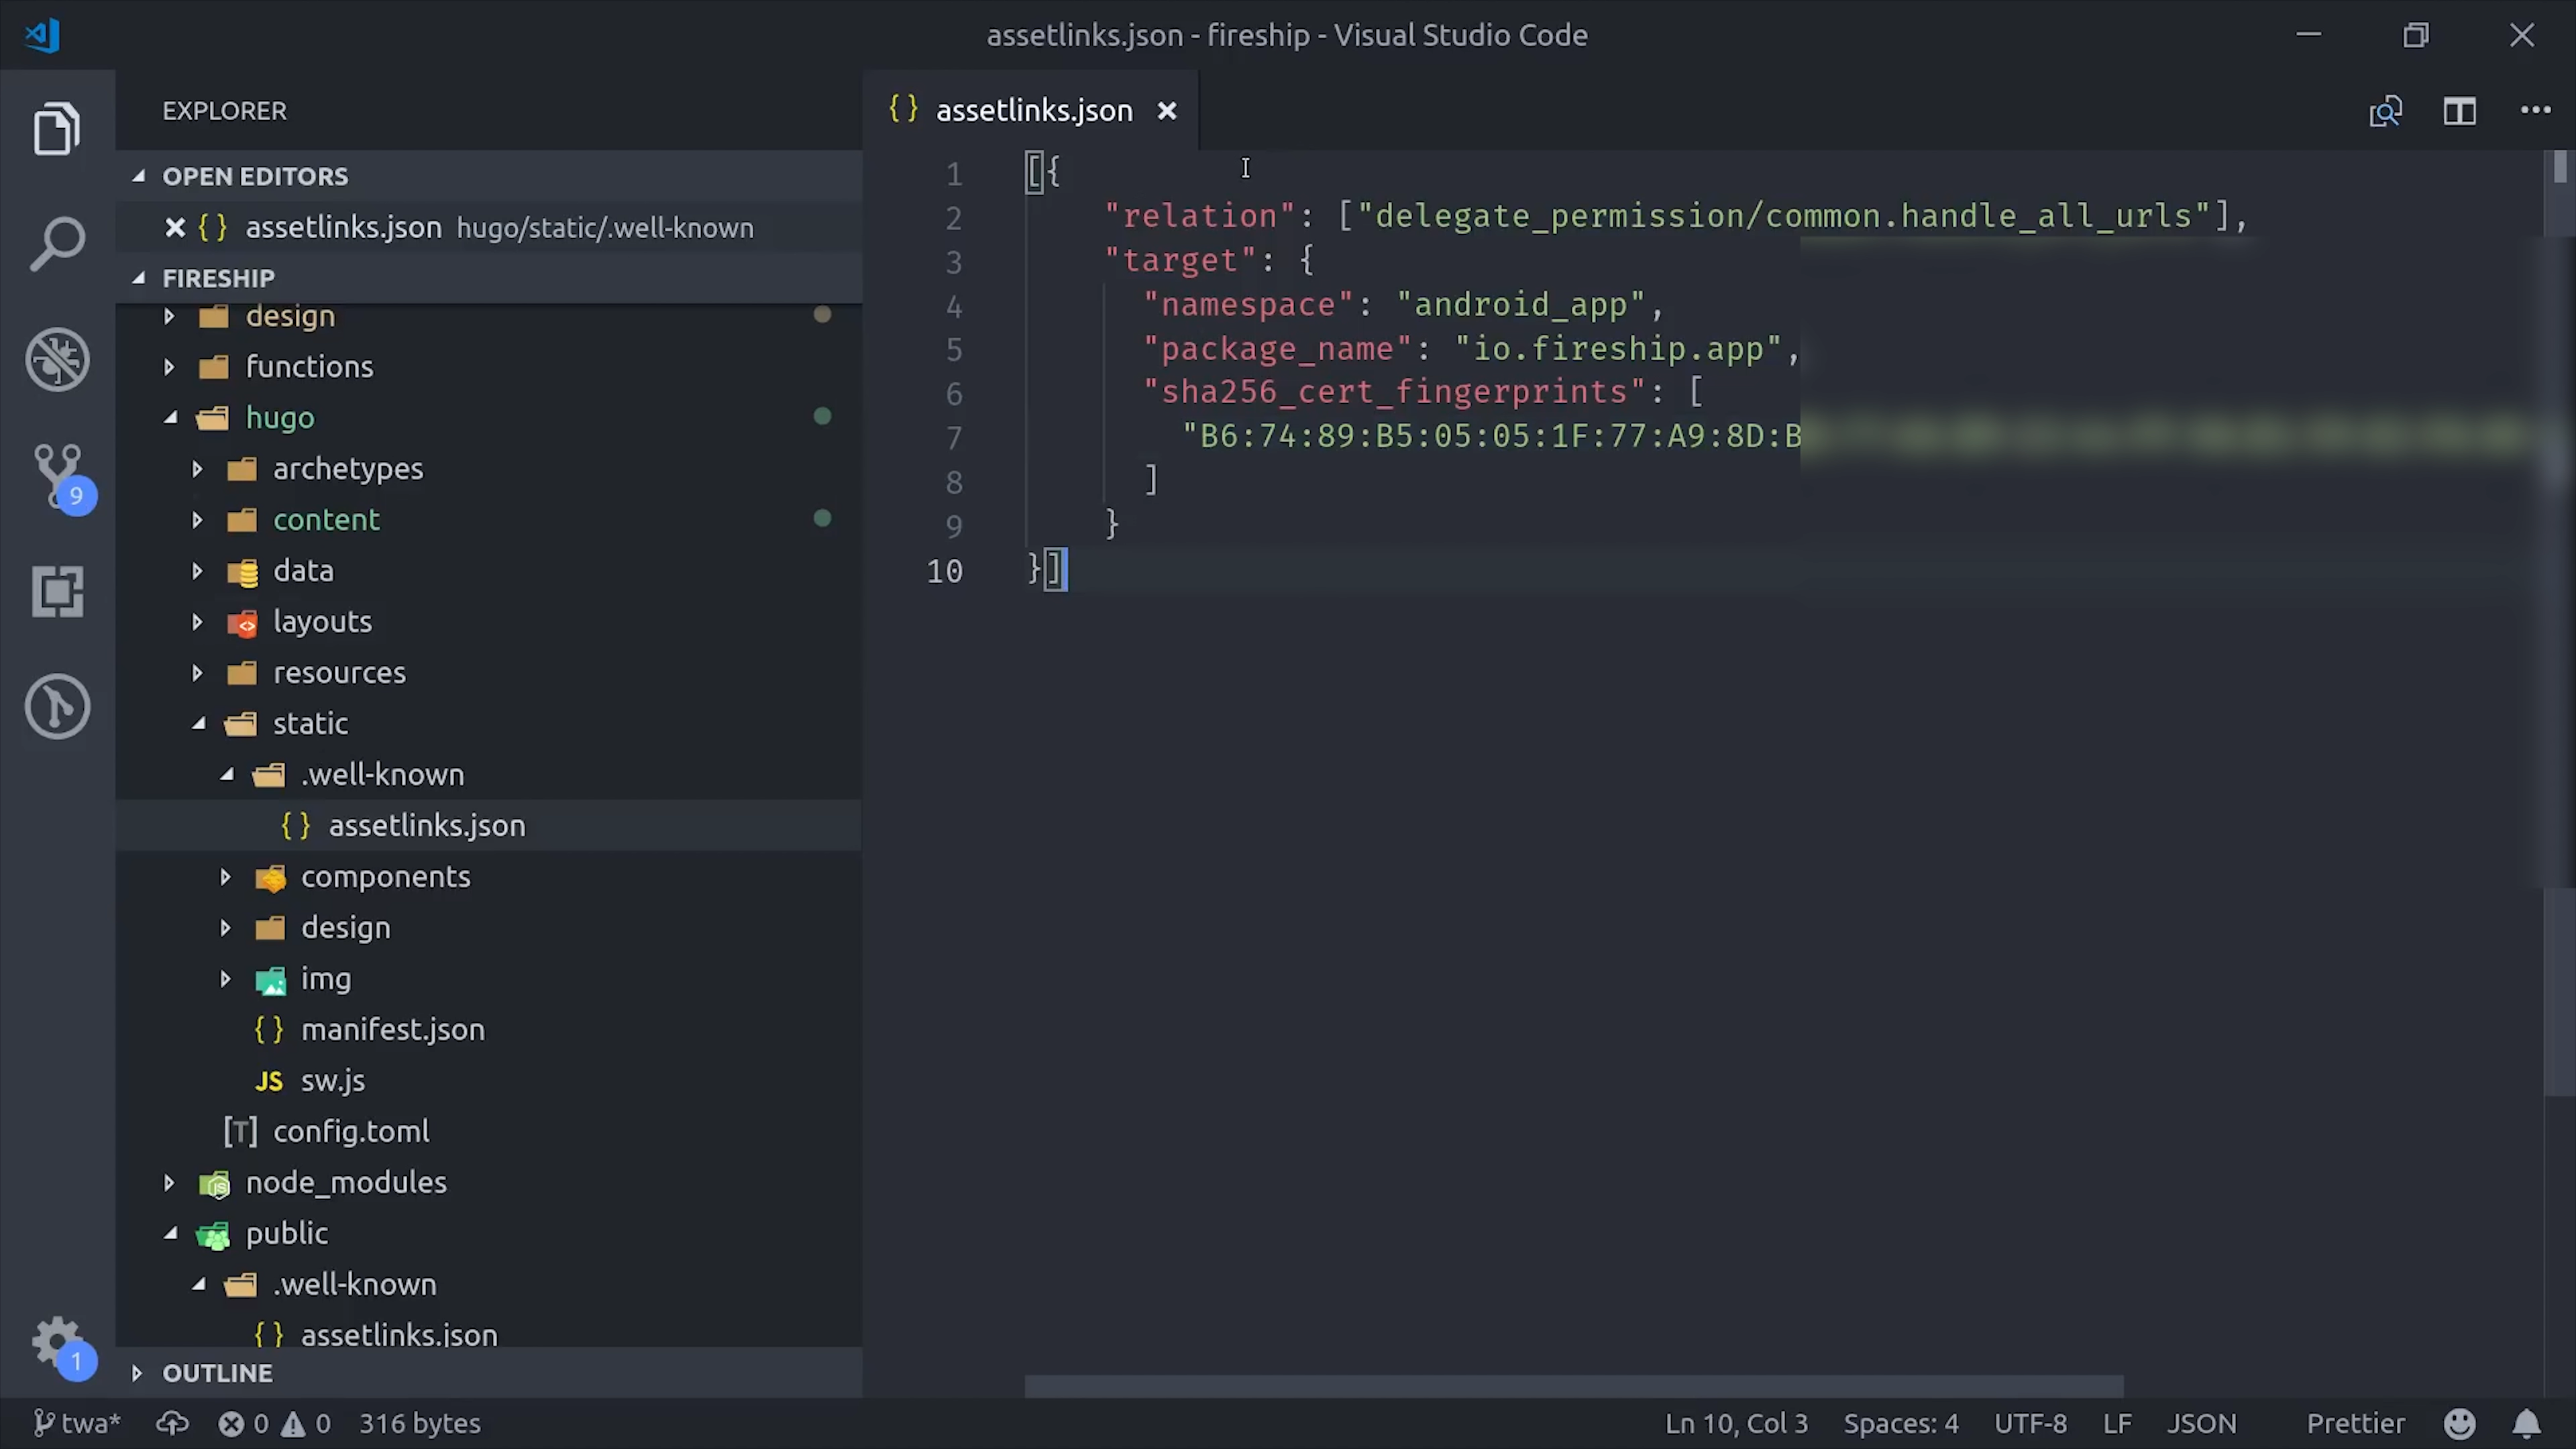 assetlinks.json - fireship - Visual Studio Code
EXPLORER
OPEN EDITORS
{ } assetlinks.json hugo/static/.well-known
FIRESHIP
design
functions
hugo
archetypes
content
data
layouts
resources
static
.well-known
{ } assetlinks.json
components
design
img
{ } manifest.json
JS sw.js
[T] config.toml
node_modules
public
.well-known
{ } assetlinks.json
OUTLINE
9
1
{ } assetlinks.json
1 [{
2 "relation": ["delegate_permission/common.handle_all_urls"],
3 "target": {
4 "namespace": "android_app",
5 "package_name": "io.fireship.app",
6 "sha256_cert_fingerprints": [
7 "B6:74:89:B5:05:05:1F:77:A9:8D:B
8 ]
9 }
10 }]
twa* 0 0 316 bytes Ln 10, Col 3 Spaces: 4 UTF-8 LF JSON Prettier